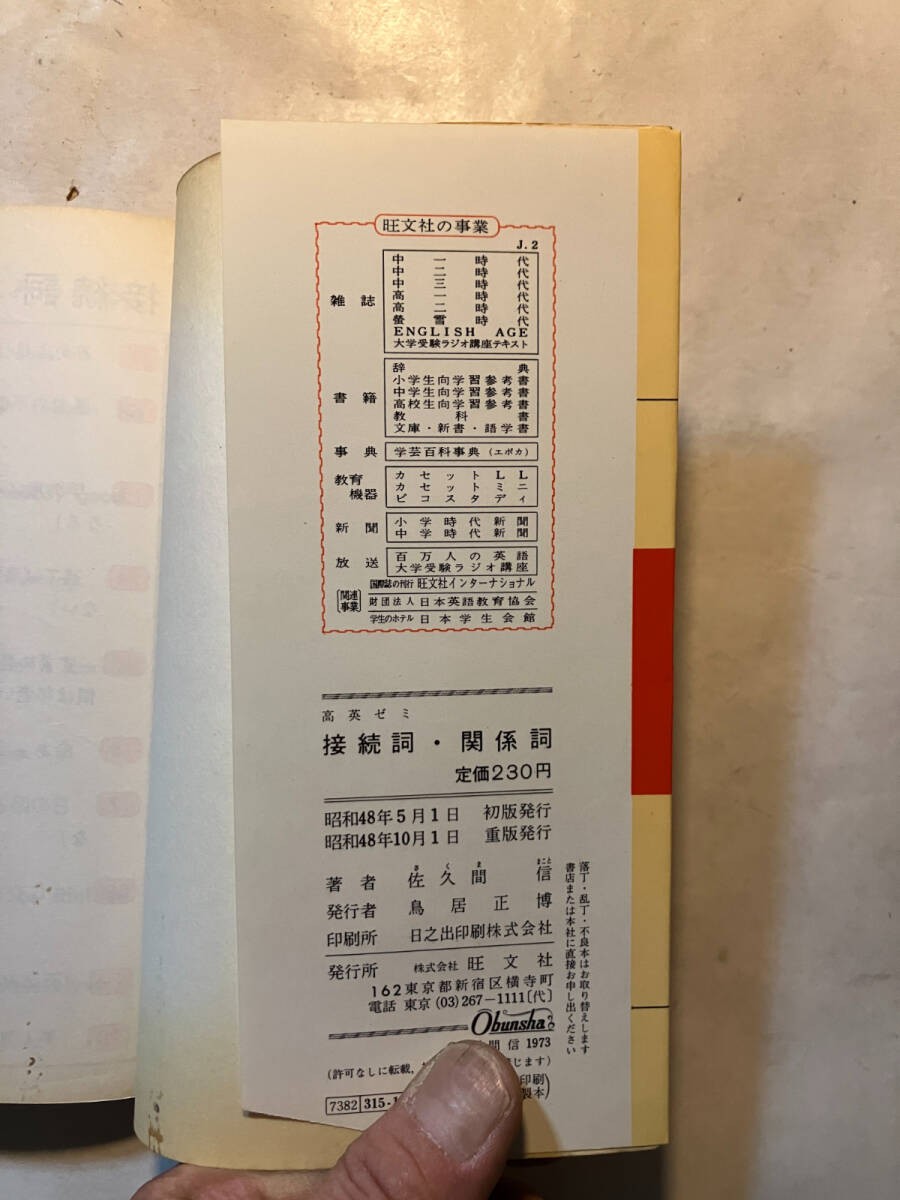 旺文社の事業
J.2
雑誌
中一時代
中二時代
中三時代
高一時代
高二時代
螢雪時代
ENGLISH AGE
大学受験ラジオ講座テキスト
書籍
辞典
小学生向学習参考書
中学生向学習参考書
高校生向学習参考書
教科書
文庫・新書・語学書
事典 学芸百科事典(エポカ)
教育機器
カセットLL
カセットミニ
ピコスタディ
新聞
小学時代新聞
中学時代新聞
放送
百万人の英語
大学受験ラジオ講座
関連事業
国際誌の刊行 旺文社インターナショナル
財団法人 日本英語教育協会
学生のホテル 日本学生会館
高英ゼミ
接続詞・関係詞
定価230円
昭和48年5月1日 初版発行
昭和48年10月1日 重版発行
さくま まこと
著者 佐久間 信
発行者 鳥居正博
印刷所 日之出印刷株式会社
発行所 株式会社 旺文社
162東京都新宿区横寺町
電話 東京(03)267-1111〔代〕
Obunsha
間信 1973
(許可なしに転載,
じます)
印刷
製本)
7382 315-1
落丁・乱丁・不良本はお取り替えします
書店または本社に直接お申し出ください
接続詞